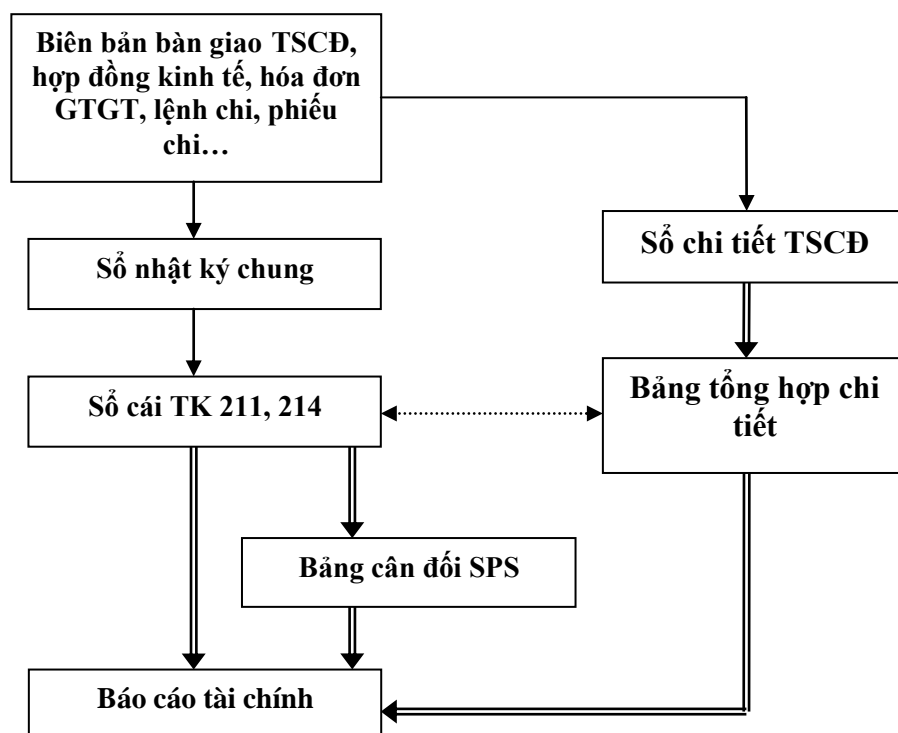 Biên bản bàn giao TSCĐ,
hợp đồng kinh tế, hóa đơn
GTGT, lệnh chi, phiếu
chi…
Sổ chi tiết TSCĐ
Sổ nhật ký chung
Sổ cái TK 211, 214
Bảng tổng hợp chi
tiết
Bảng cân đối SPS
Báo cáo tài chính